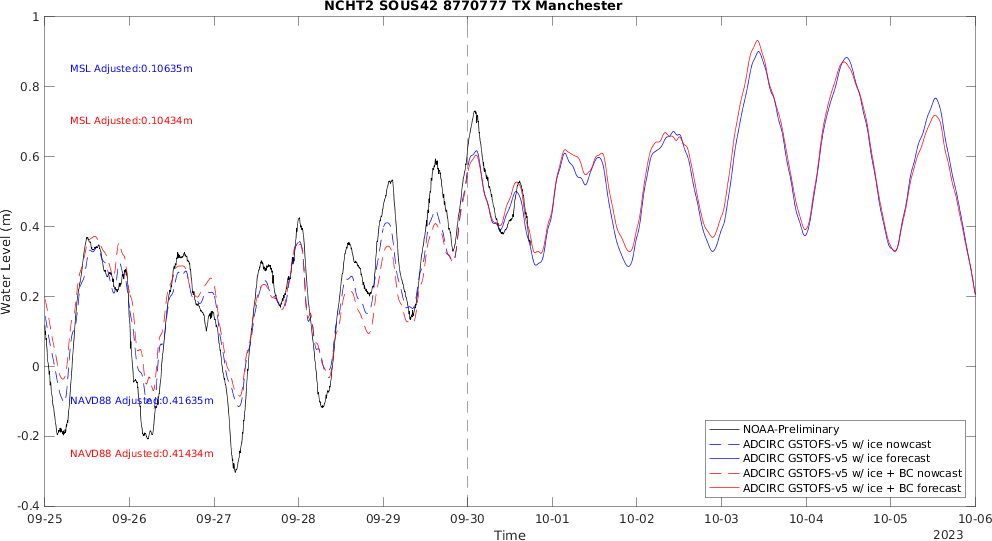 NCHT2 SOUS42 8770777 TX Manchester
1
0.8
0.6
0.4
0.2
0
-0.2
-0.4
Water Level (m)
MSL Adjusted:0.10635m
MSL Adjusted:0.10434m
NAVD88 Adjusted:0.41635m
NAVD88 Adjusted:0.41434m
NOAA-Preliminary
ADCIRC GSTOFS-v5 w/ ice nowcast
ADCIRC GSTOFS-v5 w/ ice forecast
ADCIRC GSTOFS-v5 w/ ice + BC nowcast
ADCIRC GSTOFS-v5 w/ ice + BC forecast
09-25 09-26 09-27 09-28 09-29 09-30 10-01 10-02 10-03 10-04 10-05 10-06
Time
2023